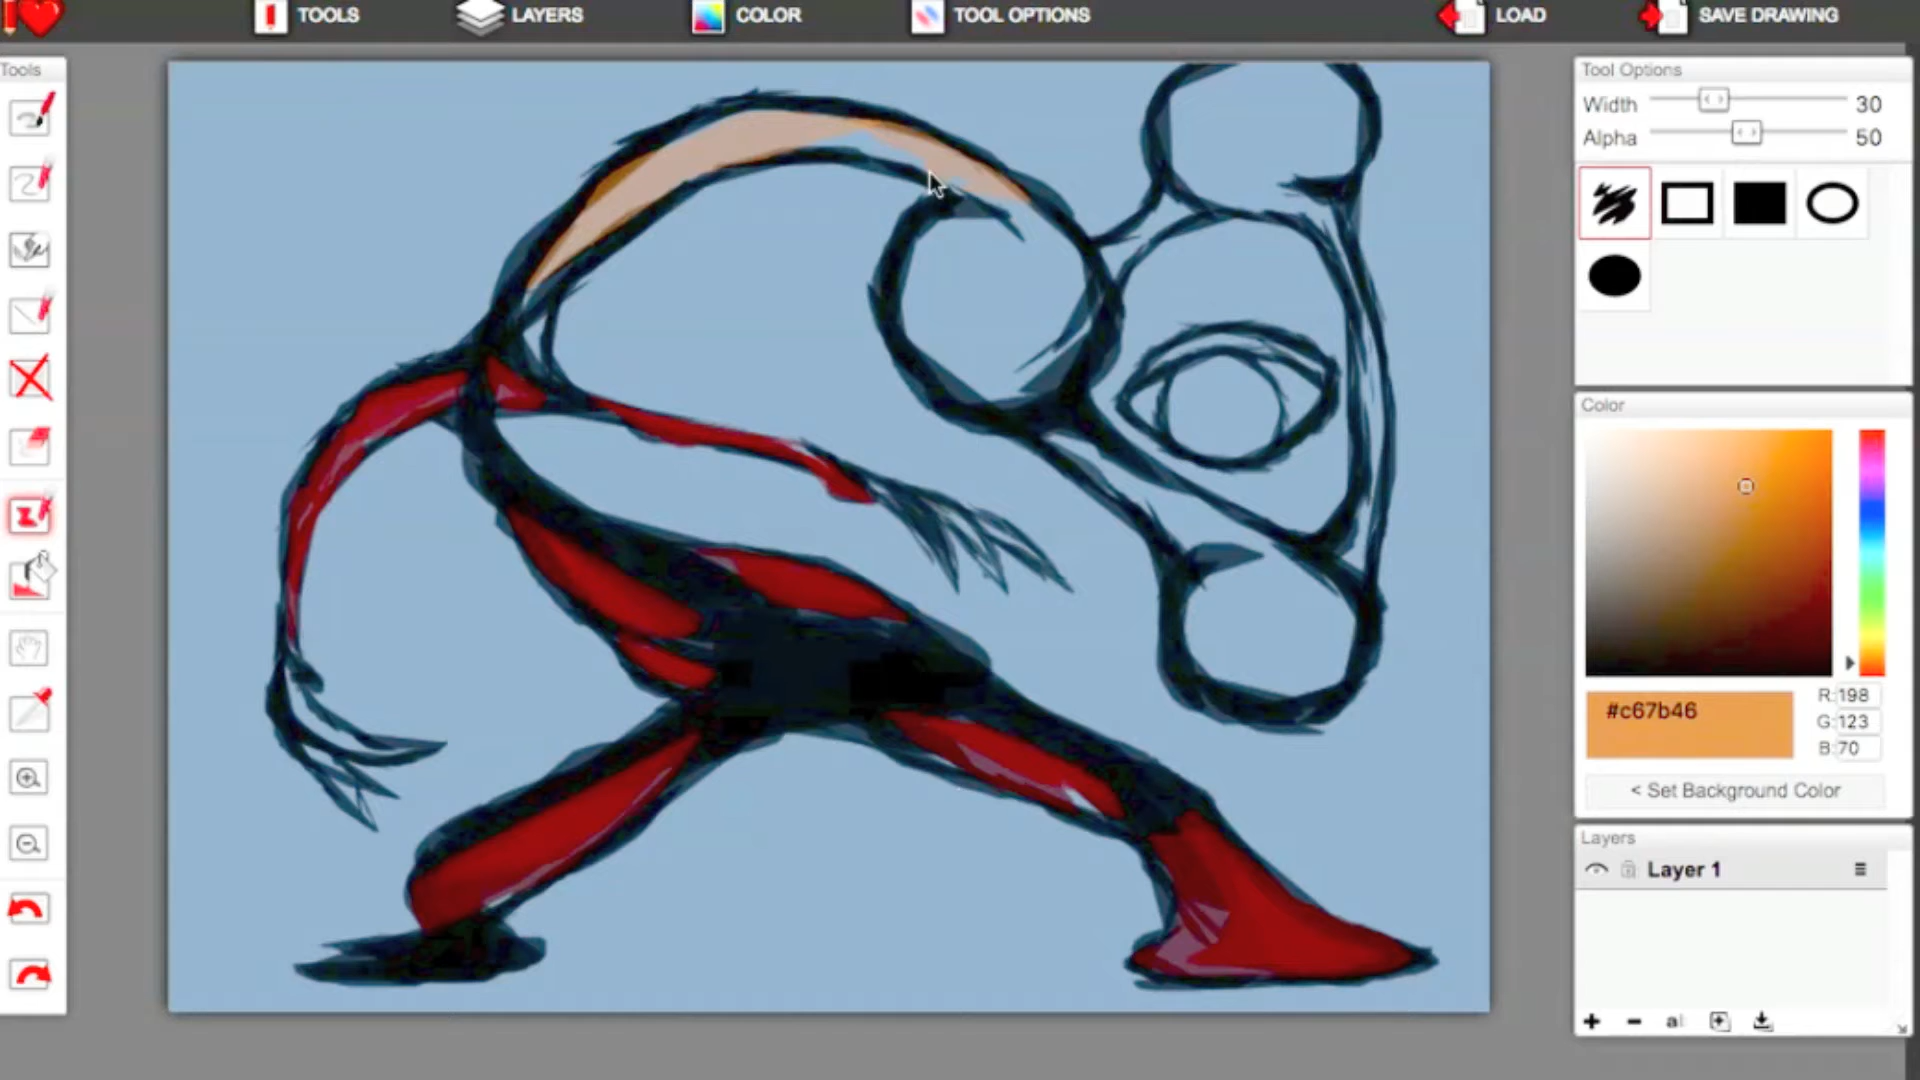 TOOLS
LAYERS
COLOR
TOOL OPTIONS
LOAD
SAVE DRAWING
Tools
Tool Options
Width 30
Alpha 50
Color
#c67b46
R: 198
G: 123
B: 70
< Set Background Color
Layers
Layer 1